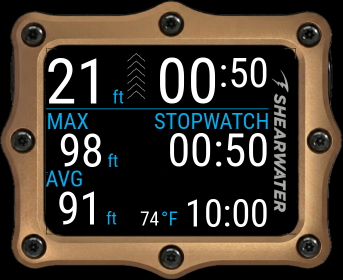 21 ft 00:50
MAX STOPWATCH
98 ft 00:50
AVG
91 ft 74°F 10:00
SHEARWATER